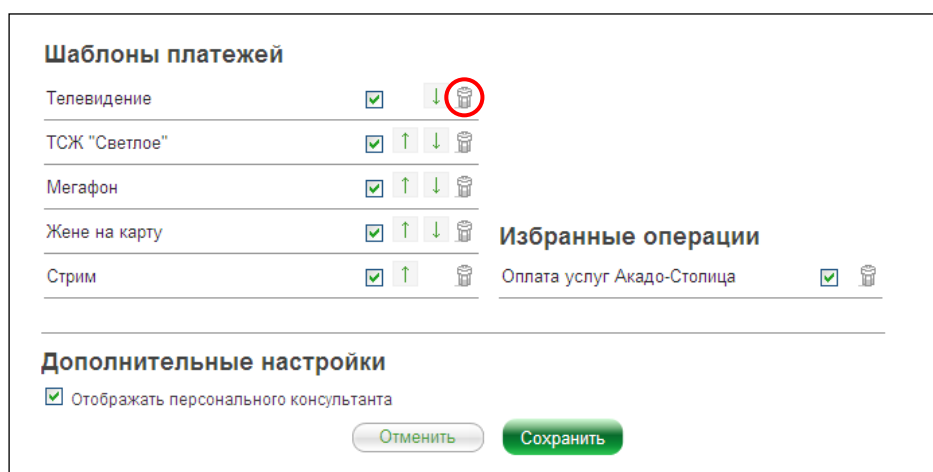 Шаблоны платежей
Телевидение
ТСЖ "Светлое"
Мегафон
Жене на карту
Стрим
Избранные операции
Оплата услуг Акадо-Столица
Дополнительные настройки
Отображать персонального консультанта
Отменить
Сохранить